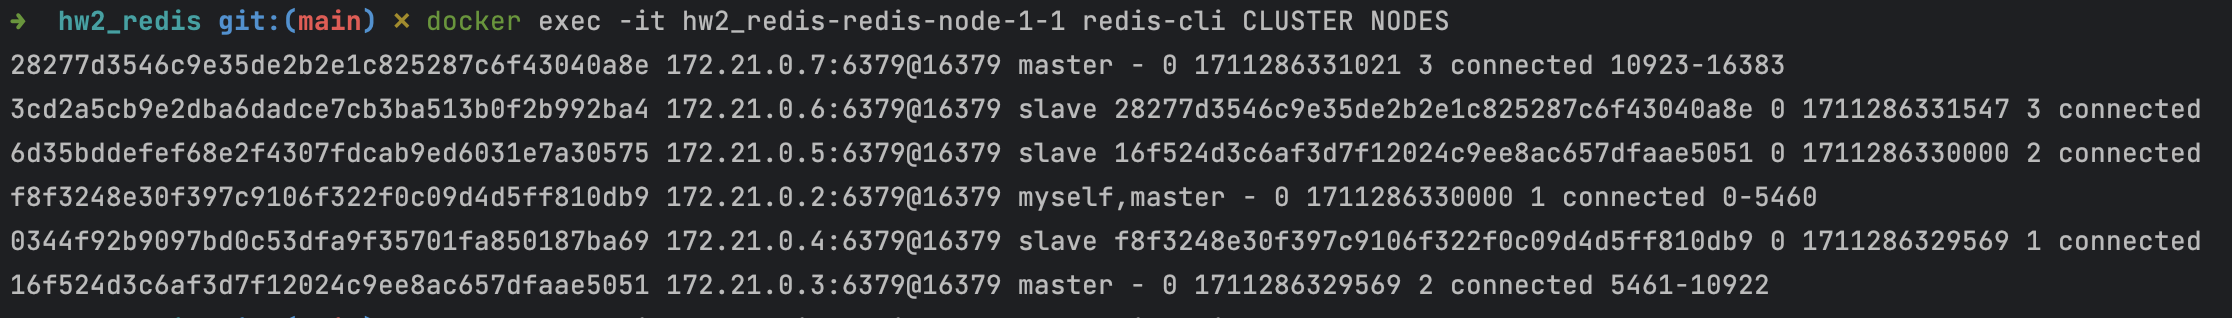 ➜ hw2_redis git:(main) × docker exec -it hw2_redis-redis-node-1-1 redis-cli CLUSTER NODES
28277d3546c9e35de2b2e1c825287c6f43040a8e 172.21.0.7:6379@16379 master - 0 1711286331021 3 connected 10923-16383
3cd2a5cb9e2dba6dadce7cb3ba513b0f2b992ba4 172.21.0.6:6379@16379 slave 28277d3546c9e35de2b2e1c825287c6f43040a8e 0 1711286331547 3 connected
6d35bddefef68e2f4307fdcab9ed6031e7a30575 172.21.0.5:6379@16379 slave 16f524d3c6af3d7f12024c9ee8ac657dfaae5051 0 1711286330000 2 connected
f8f3248e30f397c9106f322f0c09d4d5ff810db9 172.21.0.2:6379@16379 myself,master - 0 1711286330000 1 connected 0-5460
0344f92b9097bd0c53dfa9f35701fa850187ba69 172.21.0.4:6379@16379 slave f8f3248e30f397c9106f322f0c09d4d5ff810db9 0 1711286329569 1 connected
16f524d3c6af3d7f12024c9ee8ac657dfaae5051 172.21.0.3:6379@16379 master - 0 1711286329569 2 connected 5461-10922